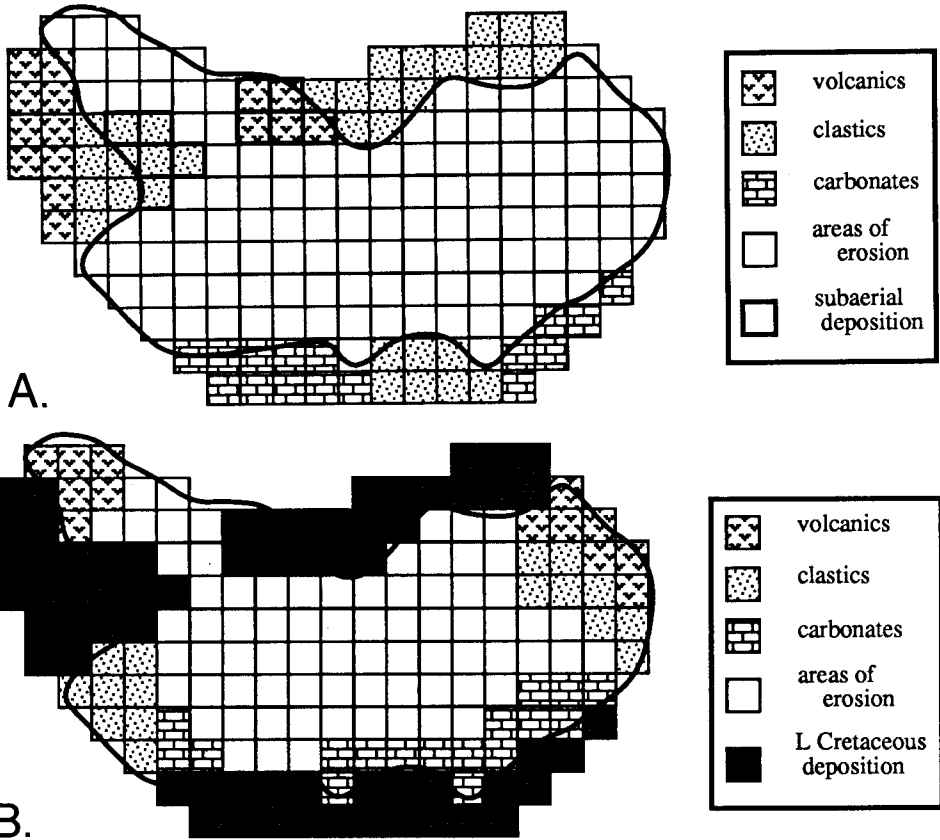 volcanics
clastics
carbonates
areas of
erosion
subaerial
deposition
A.
volcanics
clastics
carbonates
areas of
erosion
L Cretaceous
deposition
B.